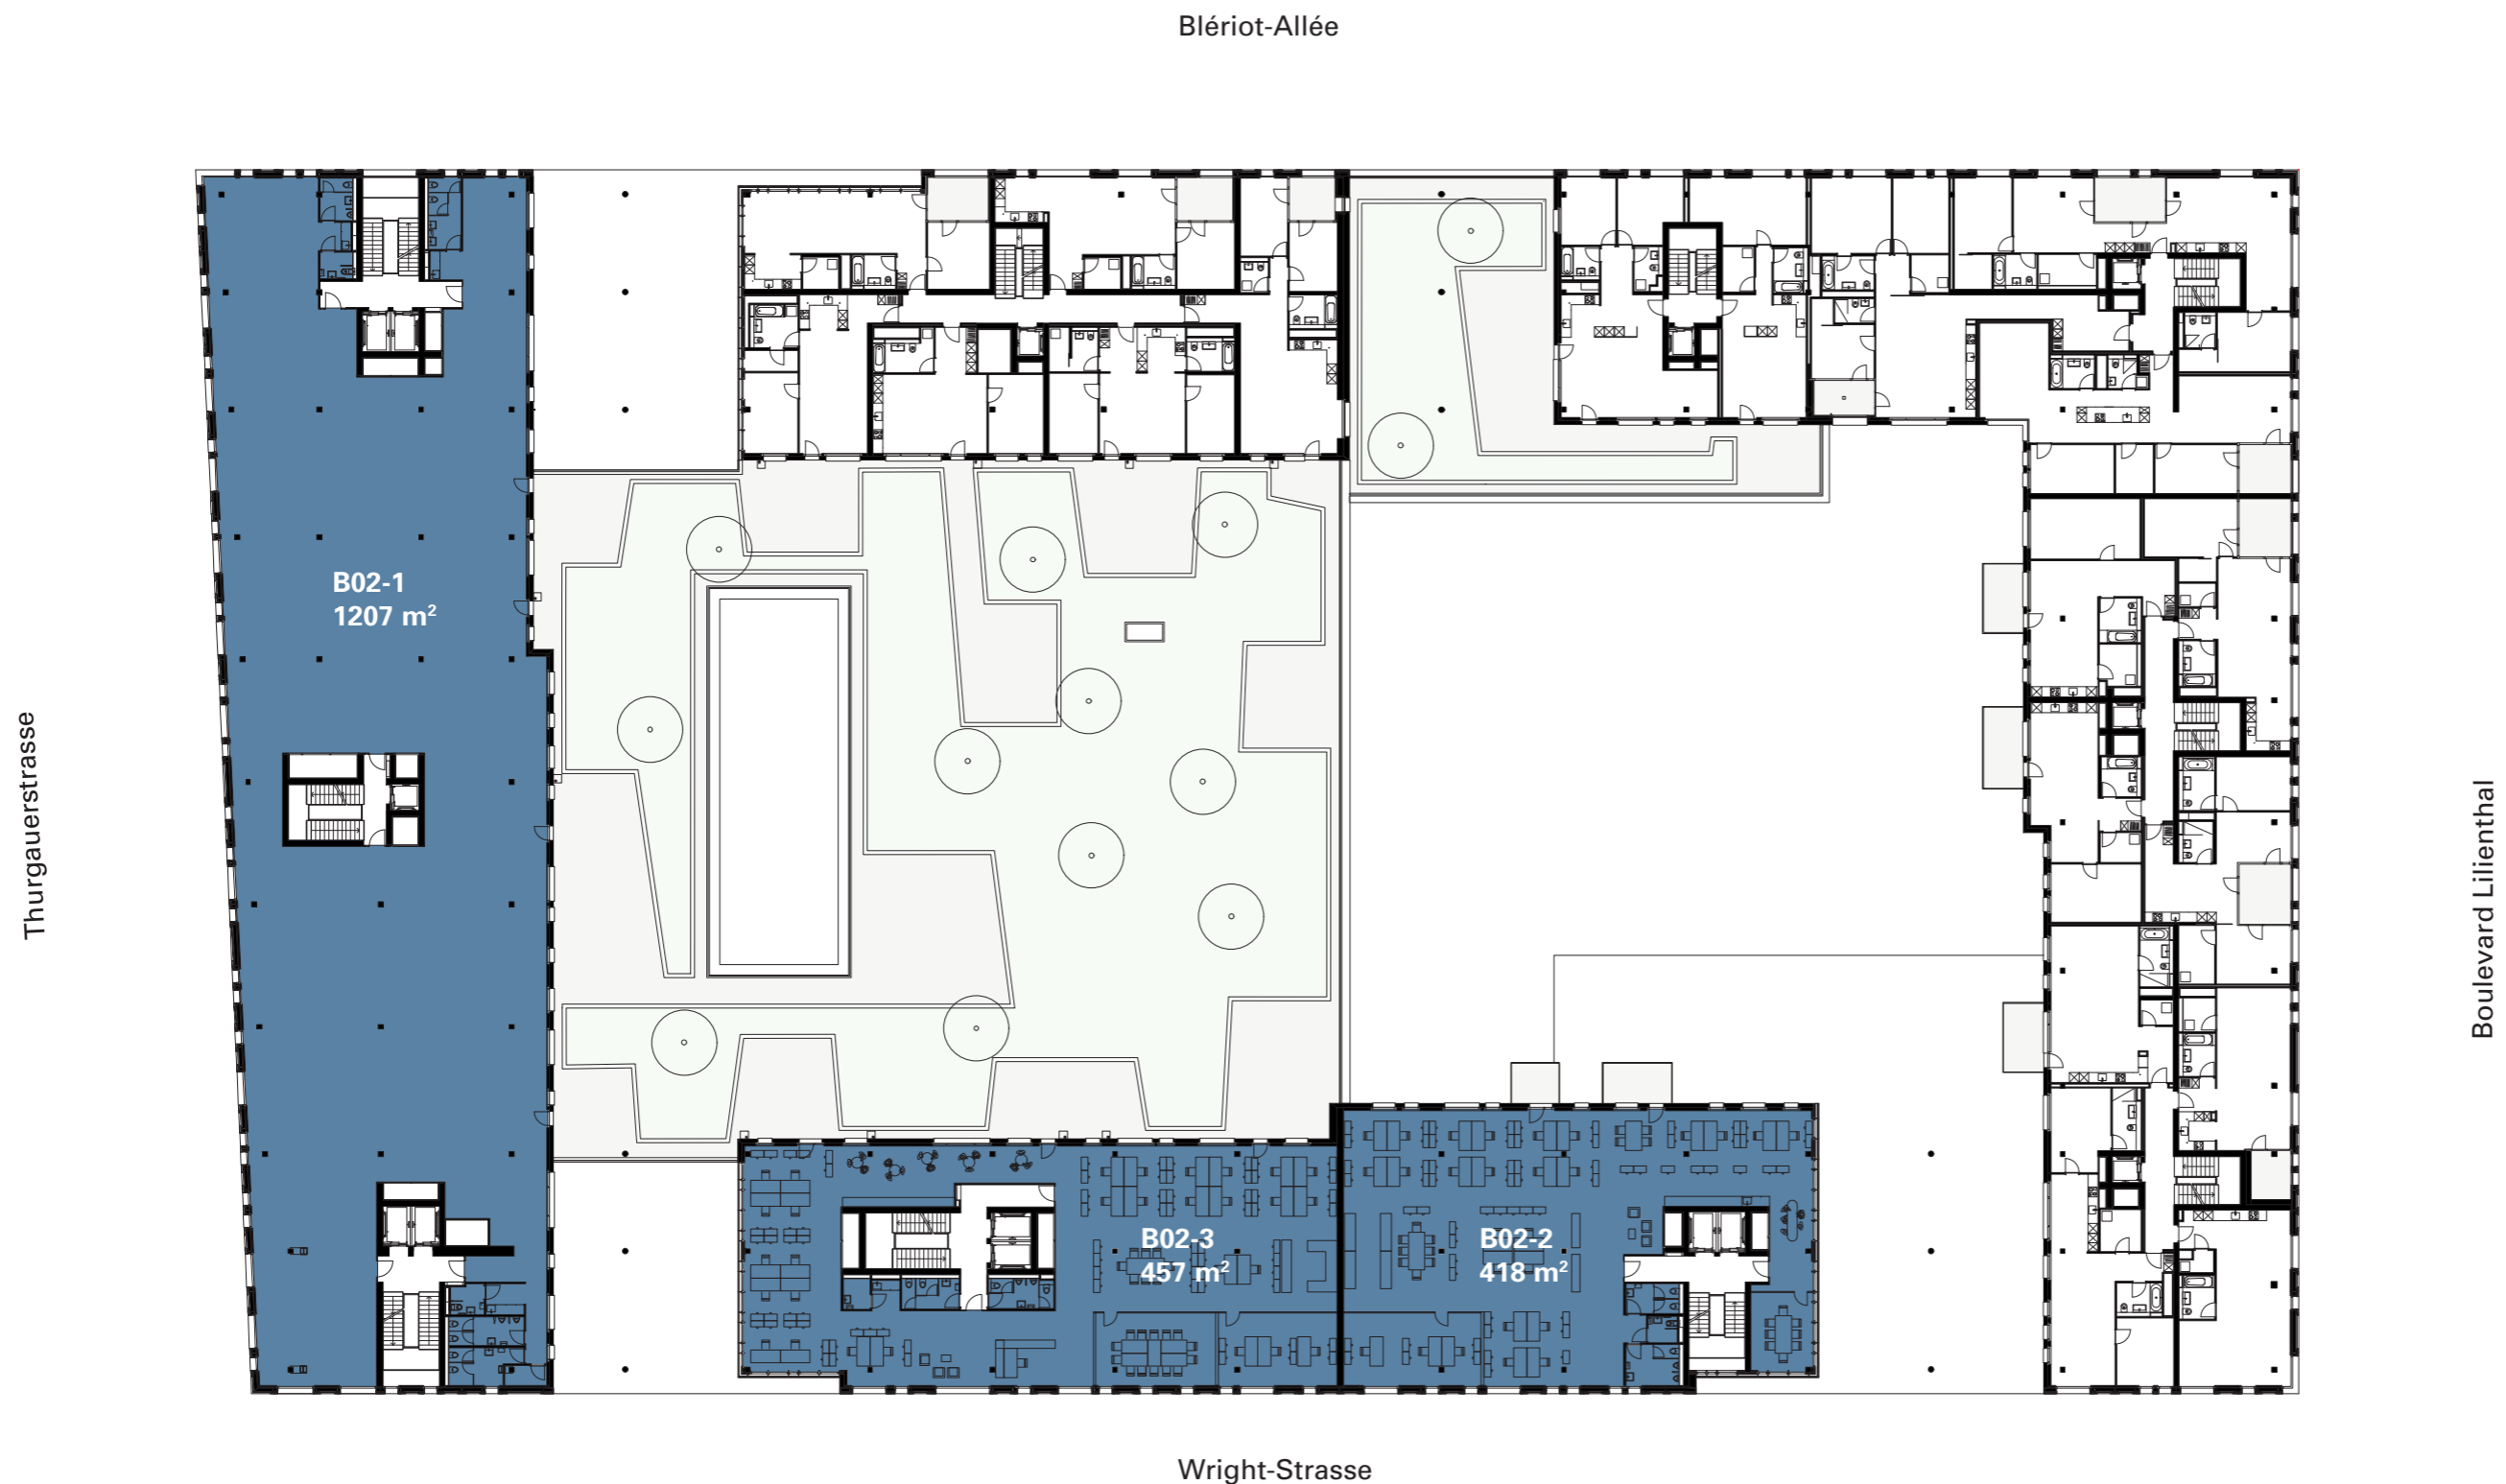 Blériot-Allée
B02-1
1207 m²
Thurgauerstrasse
Boulevard Lilienthal
B02-3
457 m²
B02-2
418 m²
Wright-Strasse